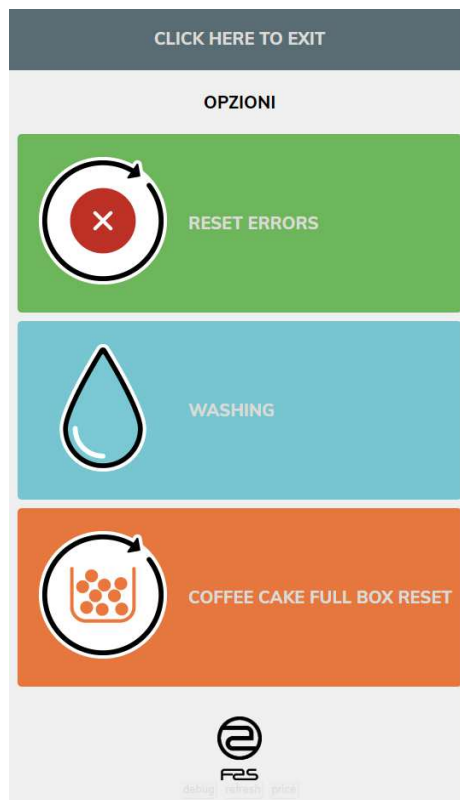 CLICK HERE TO EXIT
OPZIONI
RESET ERRORS
WASHING
COFFEE CAKE FULL BOX RESET
F2S
debug refresh price